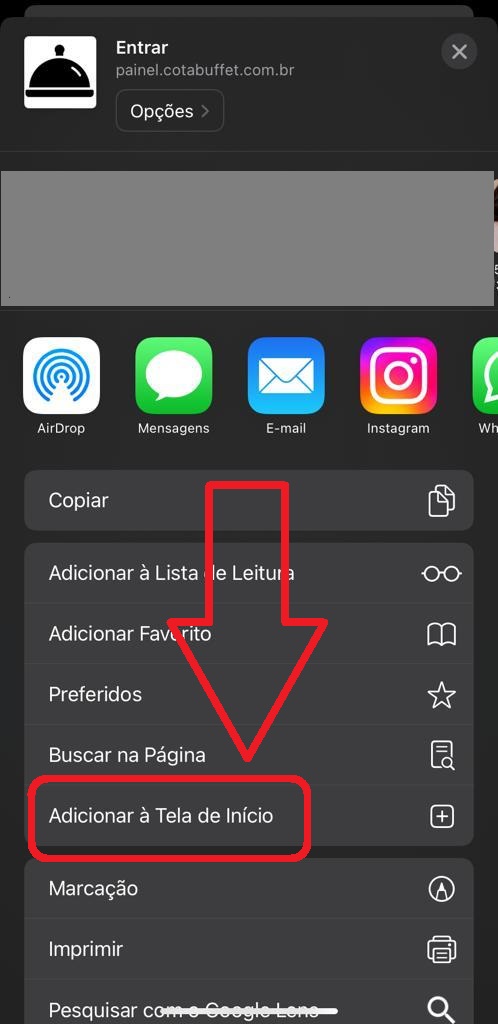 Entrar
painel.cotabuffet.com.br
Opções
AirDrop
Mensagens
E-mail
Instagram
Wh
Copiar
Adicionar à Lista de Leitura
Adicionar Favorito
Preferidos
Buscar na Página
Adicionar à Tela de Início
Marcação
Imprimir
Pesquisar com o Google Lens